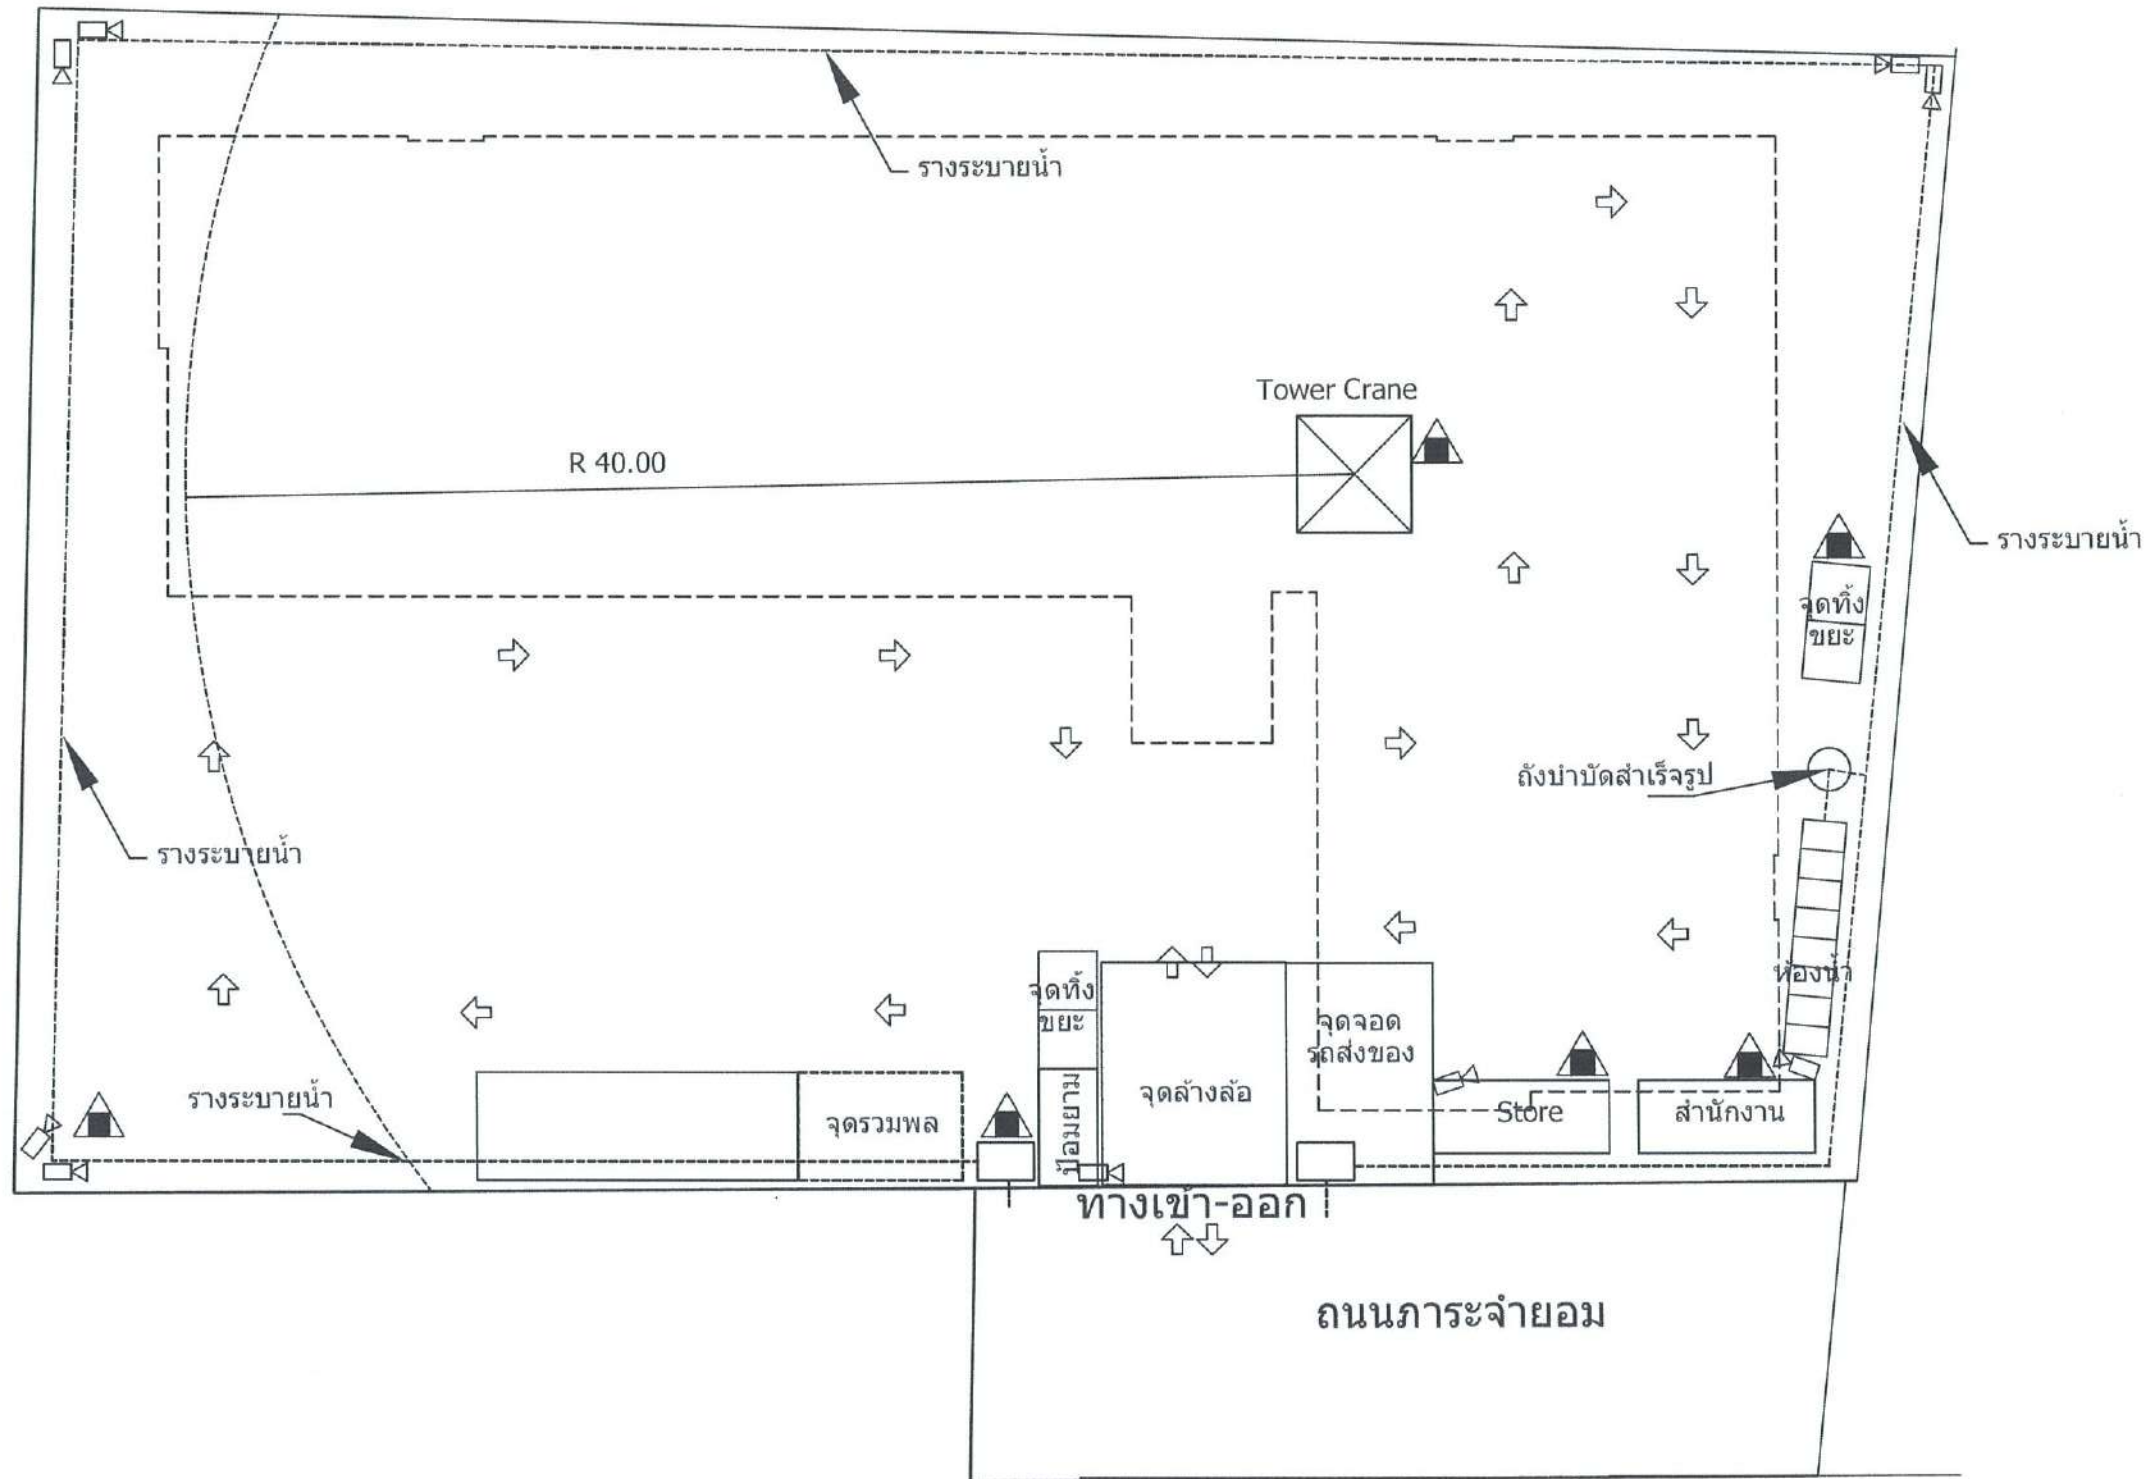 รางระบายน้ำ
Tower Crane
R 40.00
รางระบายน้ำ
จุดทิ้ง
ขยะ
ถังบำบัดสำเร็จรูป
รางระบายน้ำ
ห้องน้ำ
จุดทิ้ง
ขยะ
จุดจอด
รถส่งของ
จุดล้างล้อ
รางระบายน้ำ
จุดรวมพล
ป้อมยาม
Store
สำนักงาน
ทางเข้า-ออก
ถนนภาระจำยอม